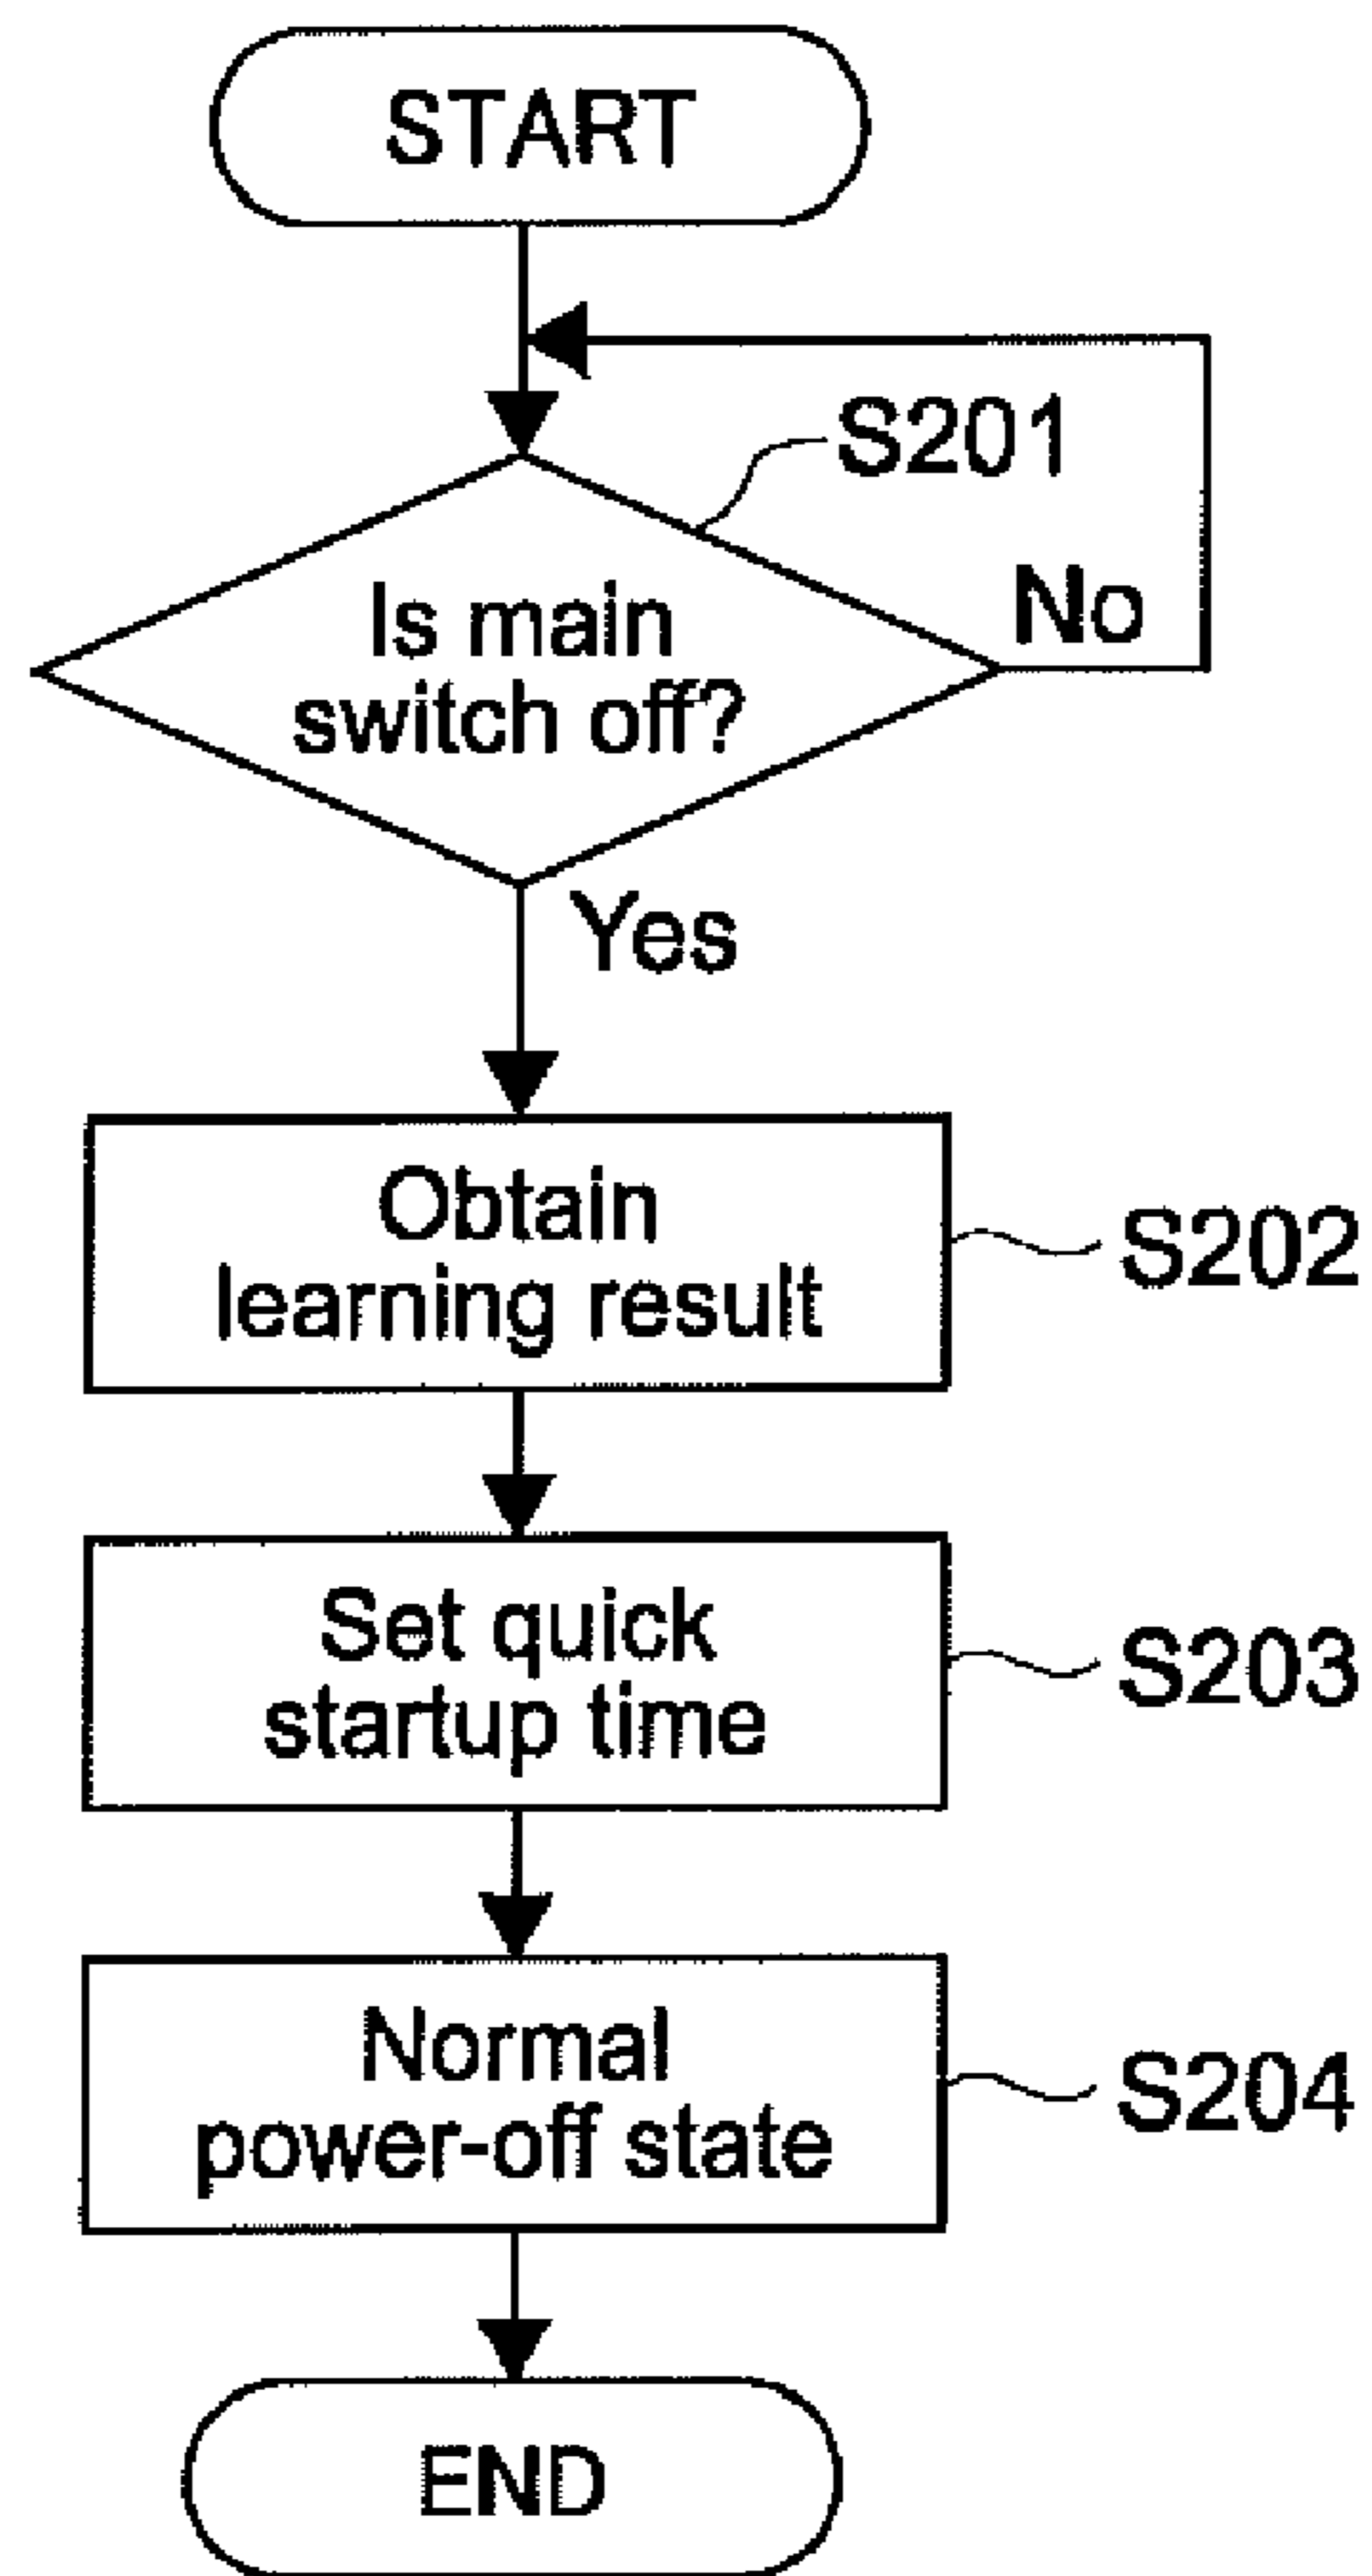 START
S201
Is main
switch off?
No
Yes
Obtain
learning result
S202
Set quick
startup time
S203
Normal
power-off state
S204
END